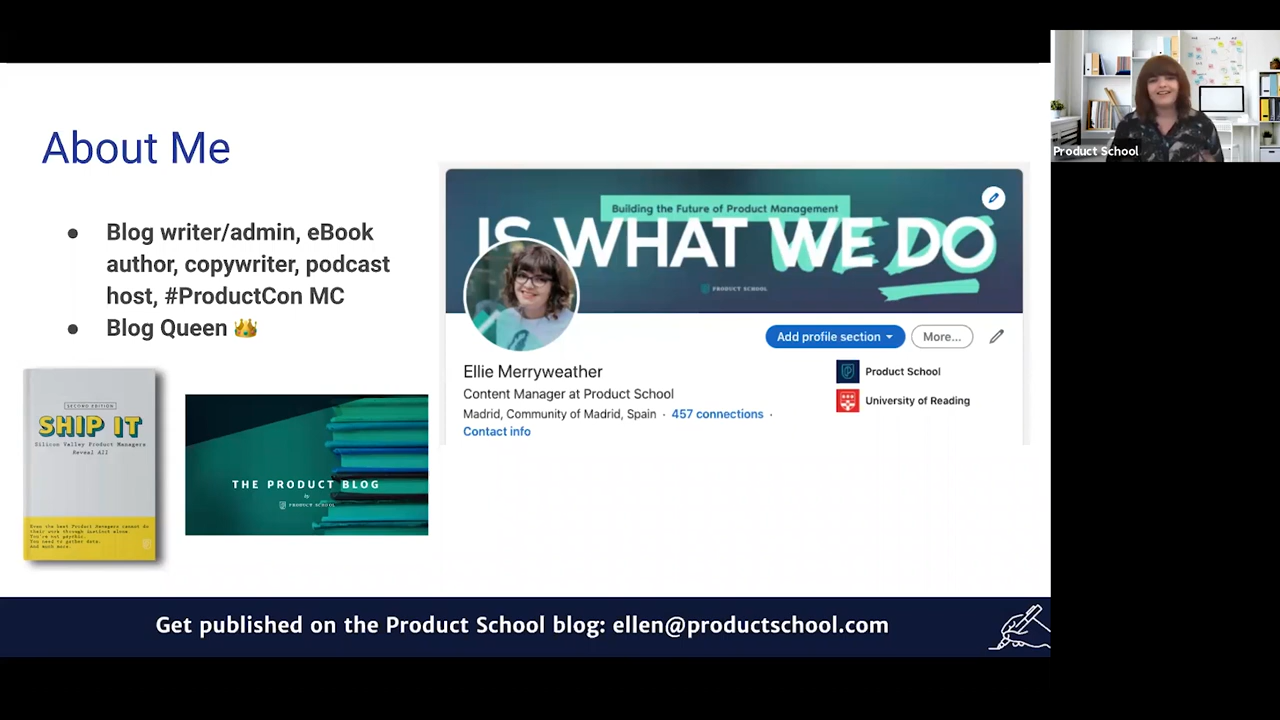 About Me
Blog writer/admin, eBook
author, copywriter, podcast
host, #ProductCon MC
Blog Queen 👑
SECOND EDITION
SHIP IT
Silicon Valley Product Managers
Reveal All
Even the best Product Managers cannot do
their work through instinct alone.
You're not psychic.
You need to gather data.
And much more.
THE PRODUCT BLOG
by
PRODUCT SCHOOL
Building the Future of Product Management
IS WHAT WE DO
PRODUCT SCHOOL
Add profile section
More...
Ellie Merryweather
Content Manager at Product School
Madrid, Community of Madrid, Spain · 457 connections ·
Contact info
Product School
University of Reading
Get published on the Product School blog: ellen@productschool.com
Product School